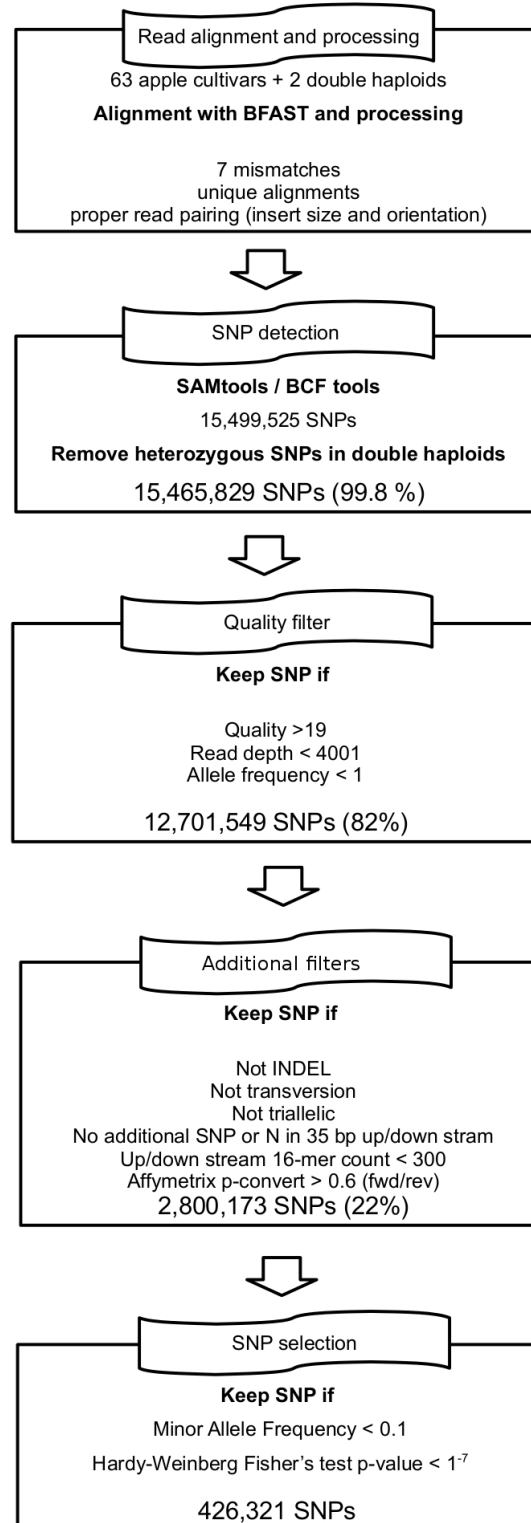 Read alignment and processing
63 apple cultivars + 2 double haploids
Alignment with BFAST and processing
7 mismatches
unique alignments
proper read pairing (insert size and orientation)
SNP detection
SAMtools / BCF tools
15,499,525 SNPs
Remove heterozygous SNPs in double haploids
15,465,829 SNPs (99.8 %)
Quality filter
Keep SNP if
Quality >19
Read depth < 4001
Allele frequency < 1
12,701,549 SNPs (82%)
Additional filters
Keep SNP if
Not INDEL
Not transversion
Not triallelic
No additional SNP or N in 35 bp up/down stram
Up/down stream 16-mer count < 300
Affymetrix p-convert > 0.6 (fwd/rev)
2,800,173 SNPs (22%)
SNP selection
Keep SNP if
Minor Allele Frequency < 0.1
Hardy-Weinberg Fisher's test p-value < 1⁻⁷
426,321 SNPs